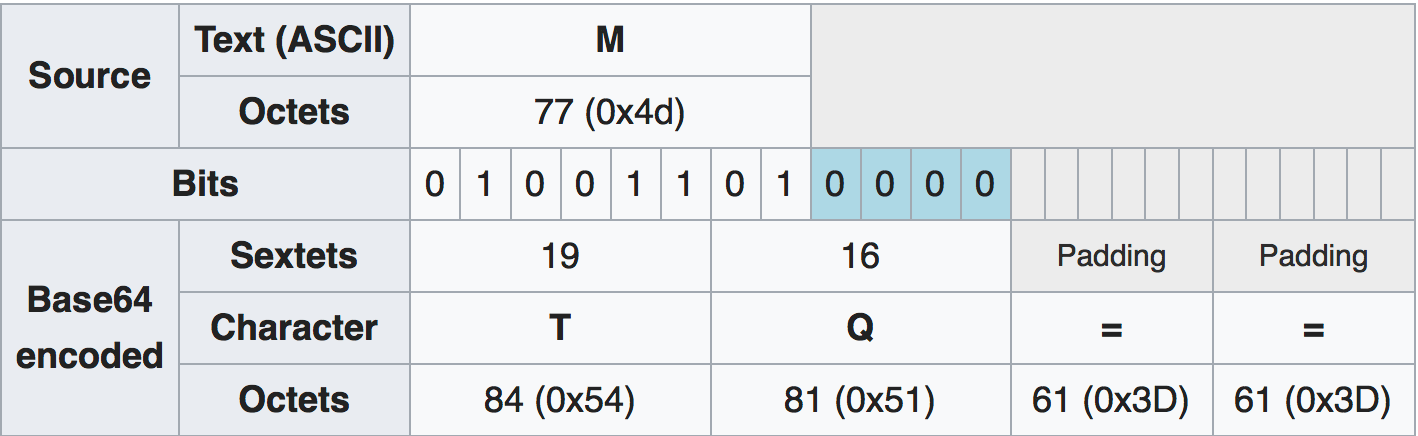 Source Text (ASCII) M
Octets 77 (0x4d)
Bits 0 1 0 0 1 1 0 1 0 0 0 0
Base64 encoded Sextets 19 16 Padding Padding
Character T Q = =
Octets 84 (0x54) 81 (0x51) 61 (0x3D) 61 (0x3D)